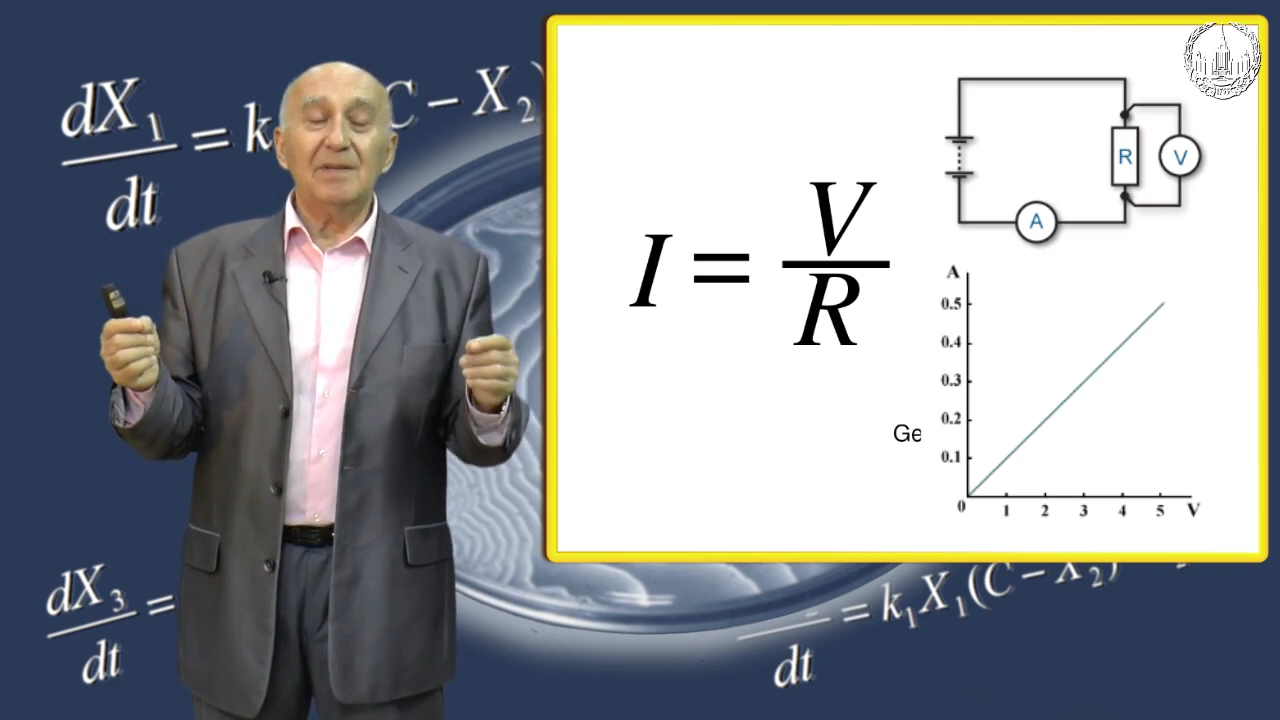 dX₁/dt = k C − X₂)
I = V/R
R
V
A
A
0.5
0.4
0.3
0.2
0.1
0 1 2 3 4 5 V
Ge
dX₃/dt =
dt = k₁X₁(C − X₂)